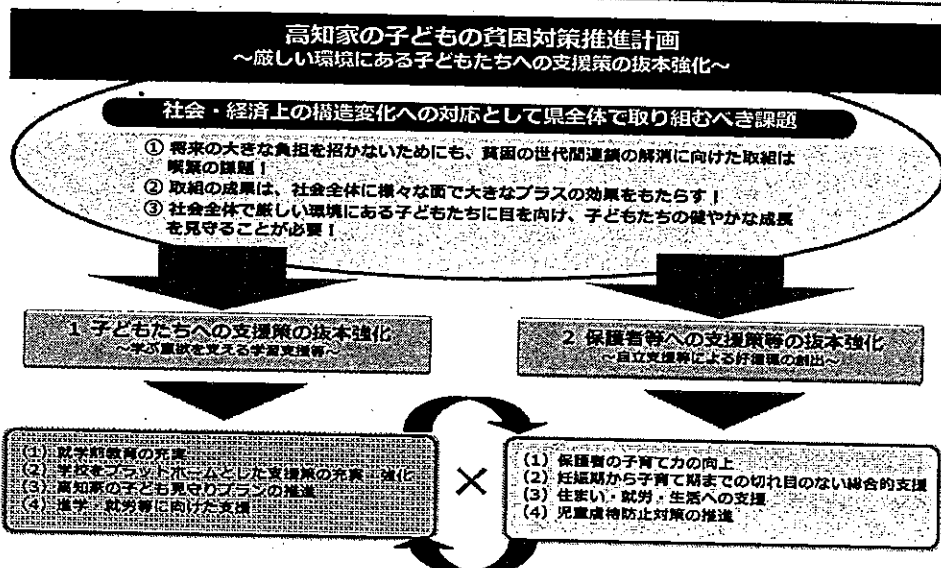 高知家の子どもの貧困対策推進計画
~厳しい環境にある子どもたちへの支援策の抜本強化~
社会・経済上の構造変化への対応として県全体で取り組むべき課題
① 将来の大きな負担を招かないためにも、貧困の世代間連鎖の解消に向けた取組は
喫緊の課題!
② 取組の成果は、社会全体に様々な面で大きなプラスの効果をもたらす!
③ 社会全体で厳しい環境にある子どもたちに目を向け、子どもたちの健やかな成長
を見守ることが必要!
1 子どもたちへの支援策の抜本強化
~学ぶ意欲を支える学習支援等~
2 保護者等への支援策等の抜本強化
~自立支援等による好循環の創出~
(1) 就学前教育の充実
(2) 学校をプラットホームとした支援策の充実・強化
(3) 高知家の子ども見守りプランの推進
(4) 進学・就労等に向けた支援
×
(1) 保護者の子育て力の向上
(2) 妊娠期から子育て期までの切れ目のない総合的支援
(3) 住まい・就労・生活への支援
(4) 児童虐待防止対策の推進